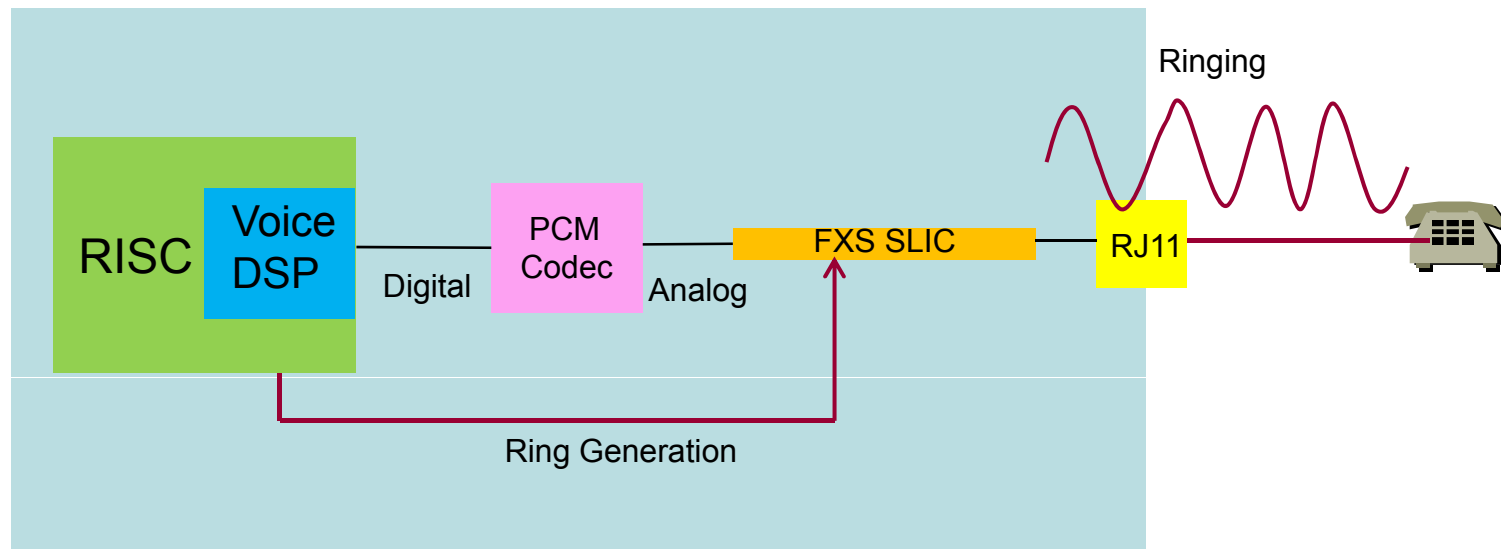 Ringing
RISC
Voice
DSP
Digital
PCM
Codec
Analog
FXS SLIC
RJ11
Ring Generation